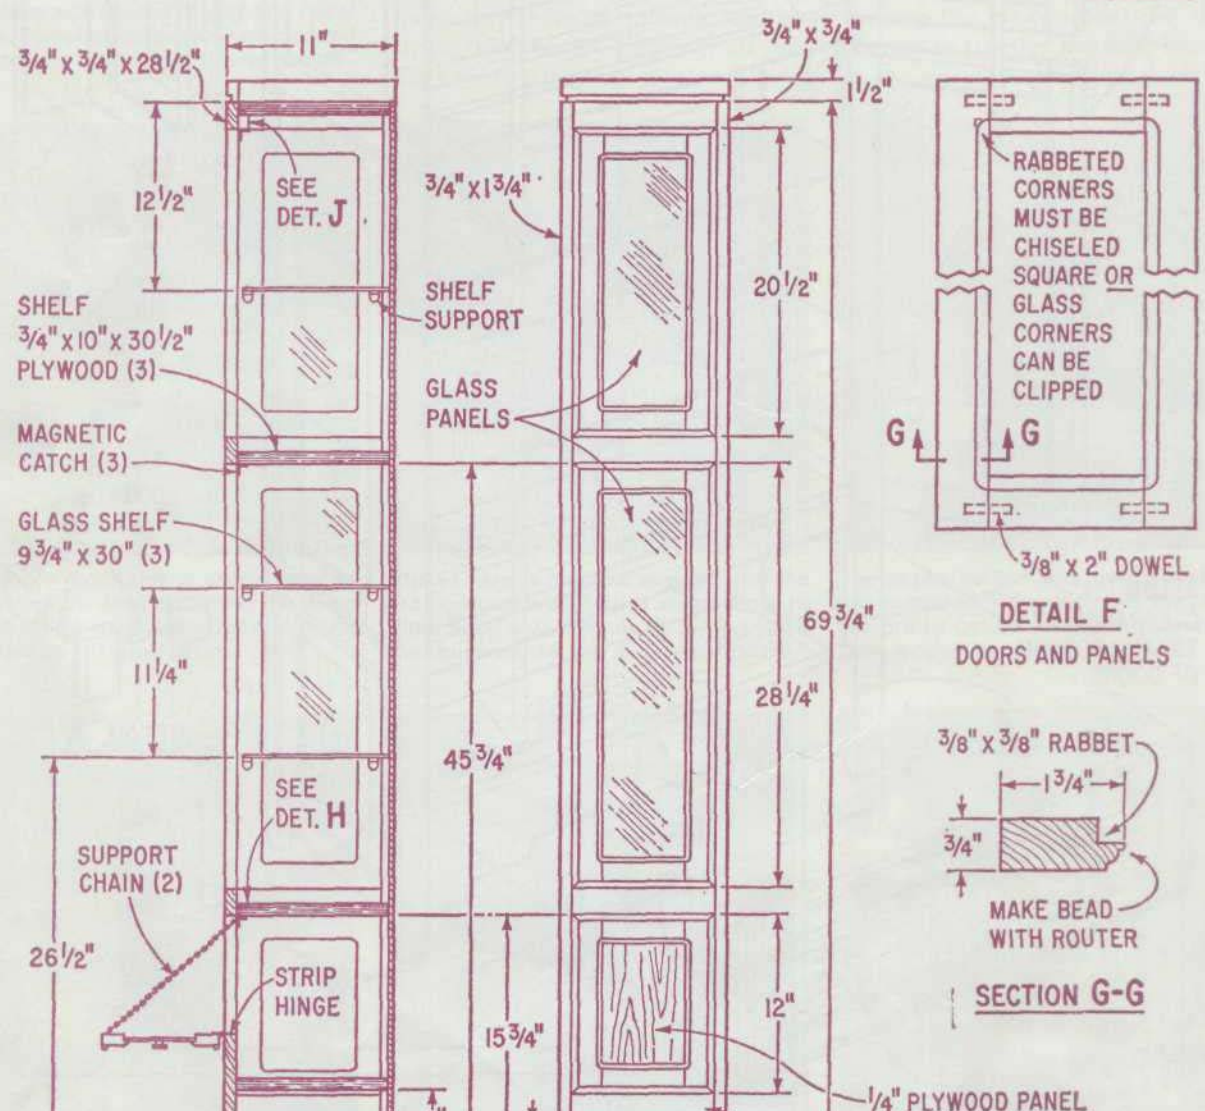 3/4" X 3/4" X 28 1/2"
11"
12 1/2"
SEE
DET. J
SHELF
3/4" X 10" X 30 1/2"
PLYWOOD (3)
SHELF
SUPPORT
MAGNETIC
CATCH (3)
GLASS SHELF
9 3/4" X 30" (3)
11 1/4"
SEE
DET. H
SUPPORT
CHAIN (2)
26 1/2"
STRIP
HINGE
3/4" X 3/4"
1 1/2"
3/4" X 1 3/4"
20 1/2"
GLASS
PANELS
69 3/4"
28 1/4"
45 3/4"
12"
15 3/4"
1/4" PLYWOOD PANEL
RABBETED
CORNERS
MUST BE
CHISELED
SQUARE OR
GLASS
CORNERS
CAN BE
CLIPPED
G G
3/8" X 2" DOWEL
DETAIL F
DOORS AND PANELS
3/8" X 3/8" RABBET
1 3/4"
3/4"
MAKE BEAD
WITH ROUTER
SECTION G-G